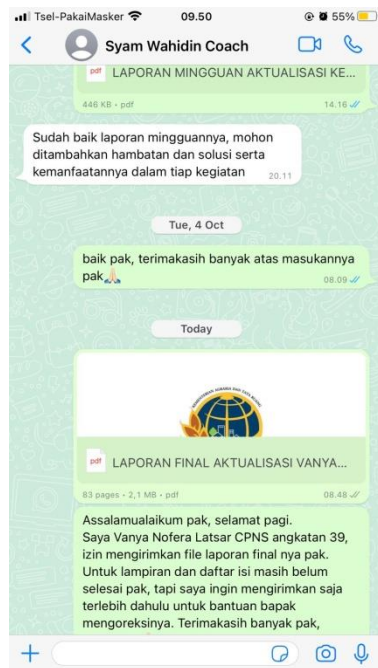 Tsel-PakaiMasker 09.50 55%
Syam Wahidin Coach
pdf LAPORAN MINGGUAN AKTUALISASI KE...
446 KB • pdf 14.16
Sudah baik laporan mingguannya, mohon
ditambahkan hambatan dan solusi serta
kemanfaatannya dalam tiap kegiatan 20.11
Tue, 4 Oct
baik pak, terimakasih banyak atas masukannya
pak🙏🏻 08.09
Today
pdf LAPORAN FINAL AKTUALISASI VANYA...
83 pages • 2,1 MB • pdf 08.48
Assalamualaikum pak, selamat pagi.
Saya Vanya Nofera Latsar CPNS angkatan 39,
izin mengirimkan file laporan final nya pak.
Untuk lampiran dan daftar isi masih belum
selesai pak, tapi saya ingin mengirimkan saja
terlebih dahulu untuk bantuan bapak
mengoreksinya. Terimakasih banyak pak,